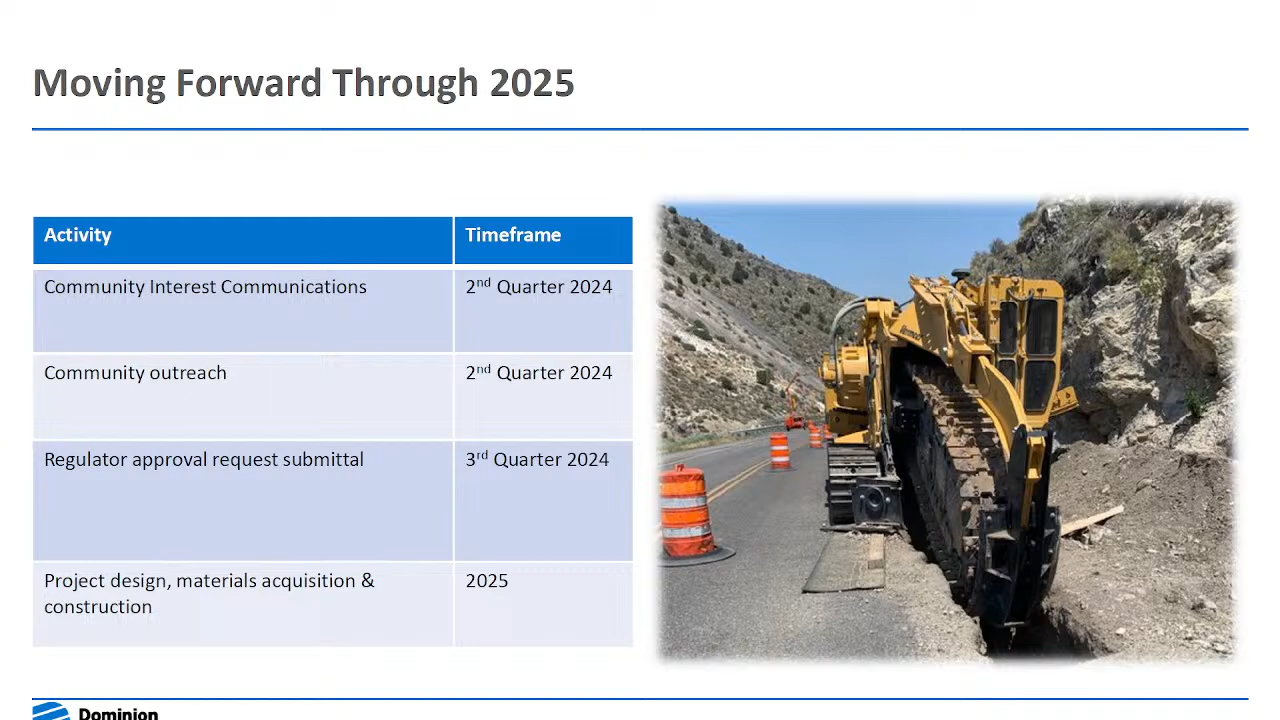 Moving Forward Through 2025
Activity
Timeframe
Community Interest Communications
2nd Quarter 2024
Community outreach
2nd Quarter 2024
Regulator approval request submittal
3rd Quarter 2024
Project design, materials acquisition &
construction
2025
Dominion